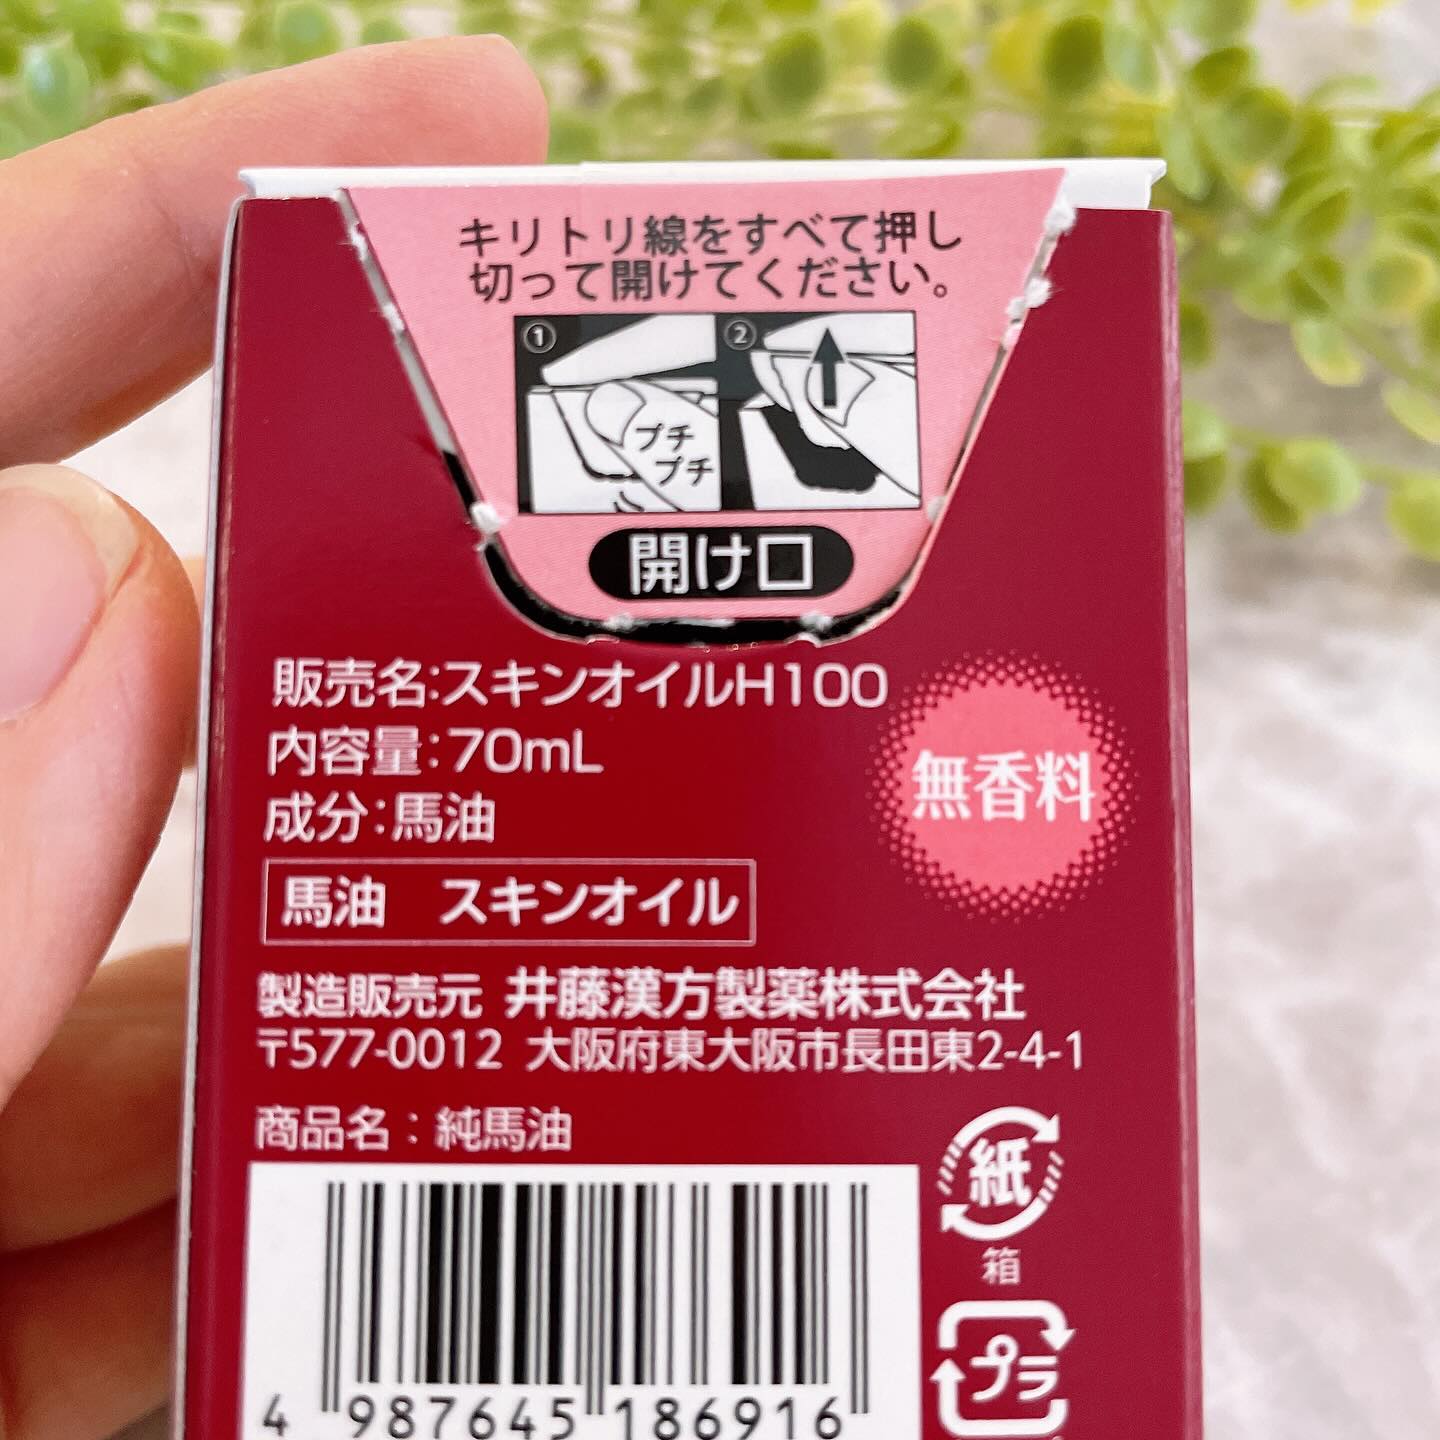 キリトリ線をすべて押し
切って開けてください。
① ②
プチ
プチ
開け口
販売名:スキンオイルH100
内容量:70mL
成分:馬油
無香料
馬油 スキンオイル
製造販売元 井藤漢方製薬株式会社
〒577-0012 大阪府東大阪市長田東2-4-1
商品名：純馬油
紙
箱
プラ
4 987645 186916